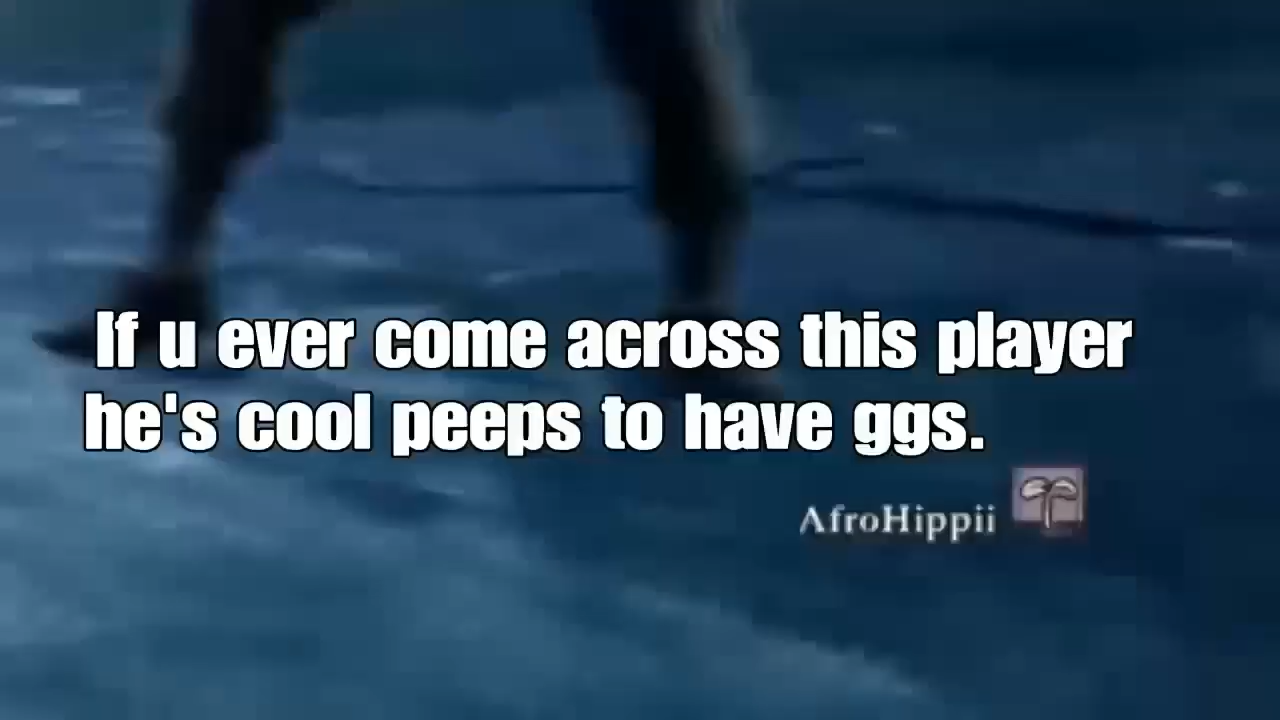 If u ever come across this player
he's cool peeps to have ggs.
AfroHippii